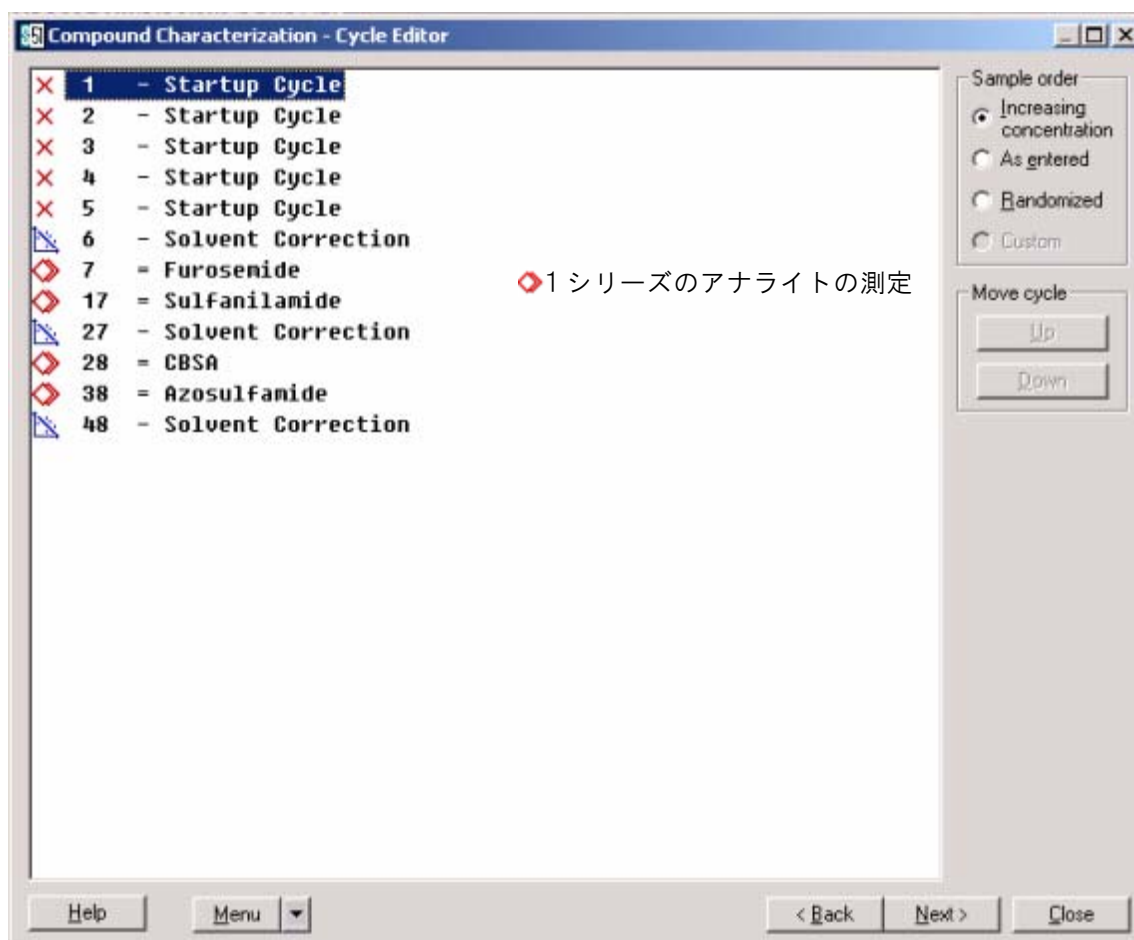 Compound Characterization - Cycle Editor
1 - Startup Cycle
2 - Startup Cycle
3 - Startup Cycle
4 - Startup Cycle
5 - Startup Cycle
6 - Solvent Correction
7 = Furosemide
17 = Sulfanilamide
27 - Solvent Correction
28 = CBSA
38 = Azosulfamide
48 - Solvent Correction
1シリーズのアナライトの測定
Sample order
Increasing
concentration
As entered
Randomized
Custom
Move cycle
Up
Down
Help
Menu
< Back
Next >
Close